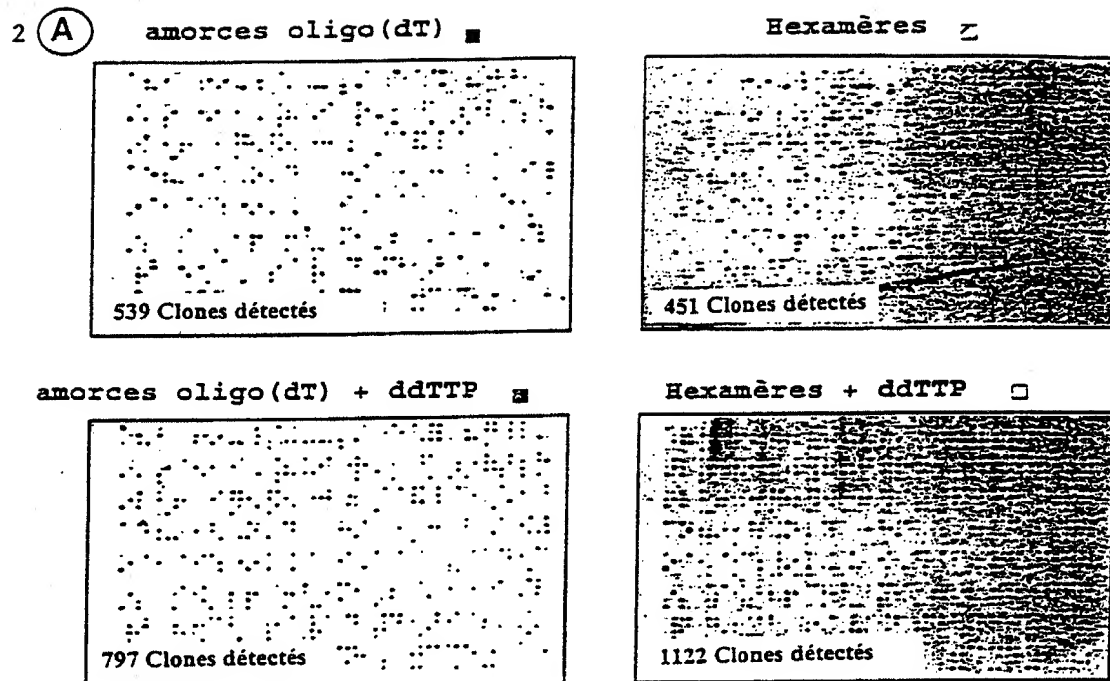 2 A amorces oligo(dT)
Hexamères
539 Clones détectés
451 Clones détectés
amorces oligo(dT) + ddTTP
Hexamères + ddTTP
797 Clones détectés
1122 Clones détectés